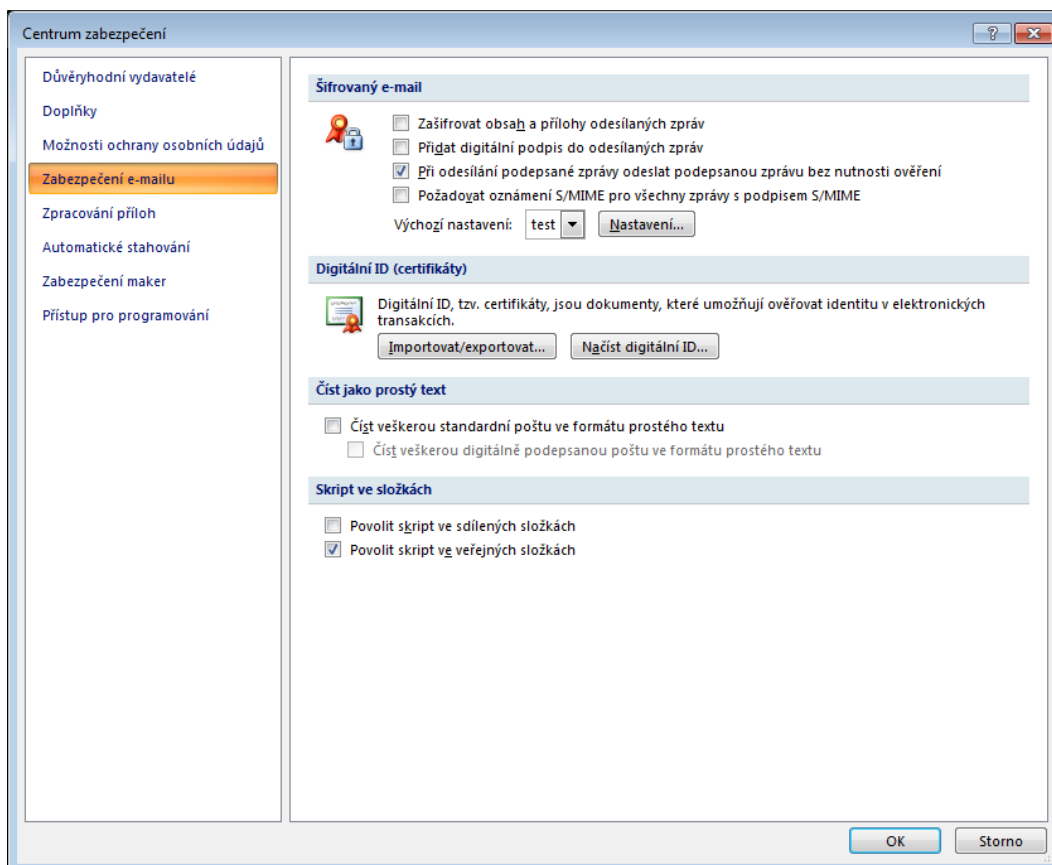 Centrum zabezpečení
Důvěryhodní vydavatelé
Doplňky
Možnosti ochrany osobních údajů
Zabezpečení e-mailu
Zpracování příloh
Automatické stahování
Zabezpečení maker
Přístup pro programování
Šifrovaný e-mail
Zašifrovat obsah a přílohy odesílaných zpráv
Přidat digitální podpis do odesílaných zpráv
Při odesílání podepsané zprávy odeslat podepsanou zprávu bez nutnosti ověření
Požadovat oznámení S/MIME pro všechny zprávy s podpisem S/MIME
Výchozí nastavení: test Nastavení...
Digitální ID (certifikáty)
Digitální ID, tzv. certifikáty, jsou dokumenty, které umožňují ověřovat identitu v elektronických
transakcích.
Importovat/exportovat... Načíst digitální ID...
Číst jako prostý text
Číst veškerou standardní poštu ve formátu prostého textu
Číst veškerou digitálně podepsanou poštu ve formátu prostého textu
Skript ve složkách
Povolit skript ve sdílených složkách
Povolit skript ve veřejných složkách
OK Storno